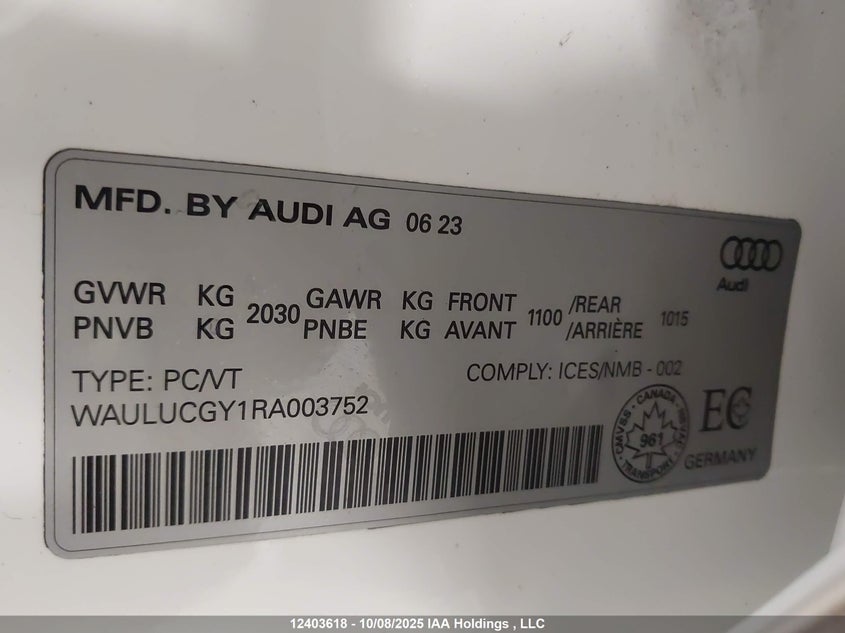 MFD. BY AUDI AG 06 23
Audi
GVWR KG 2030 GAWR KG FRONT 1100 /REAR 1015
PNVB KG PNBE KG AVANT /ARRIÈRE
TYPE: PC/VT
COMPLY: ICES/NMB - 002
WAULUCGY1RA003752
CMVSS - CANADA - NSVAC
961
TRANSPORT
EC
GERMANY
12403618 - 10/08/2025 IAA Holdings , LLC